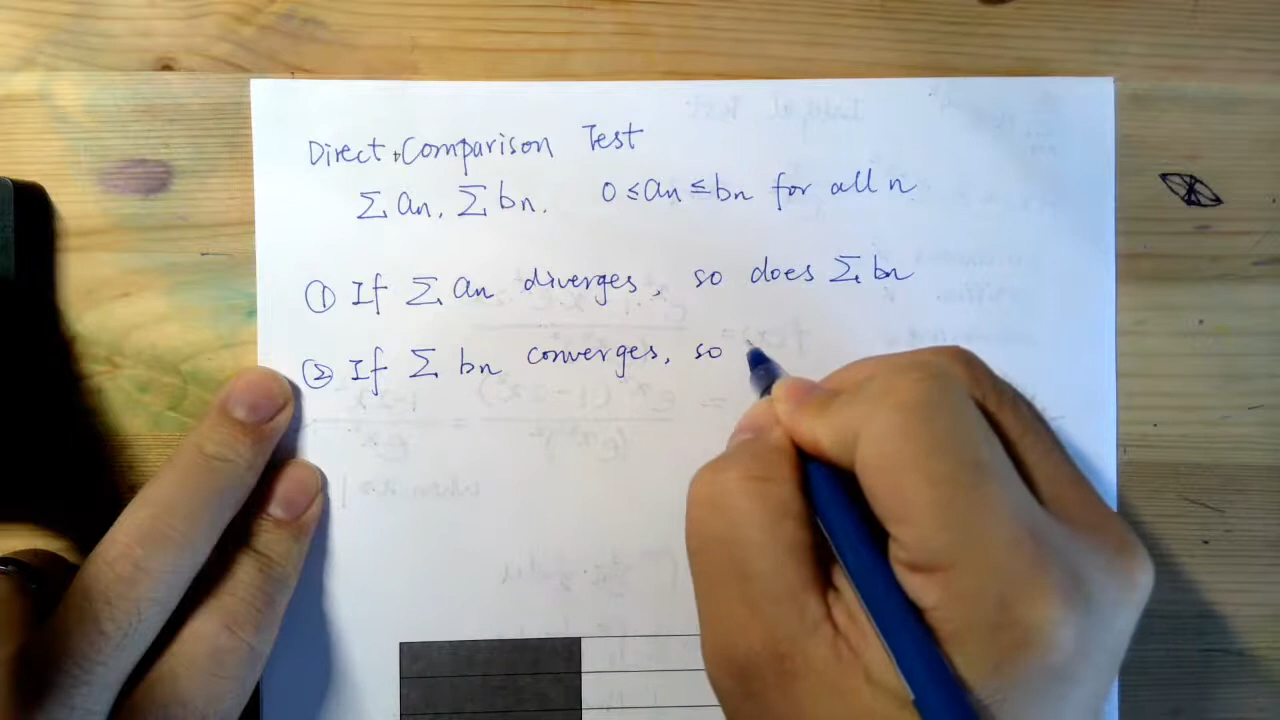 Direct Comparison Test
Σ an, Σ bn. 0 ≤ an ≤ bn for all n
① If Σ an diverges, so does Σ bn
② If Σ bn converges, so